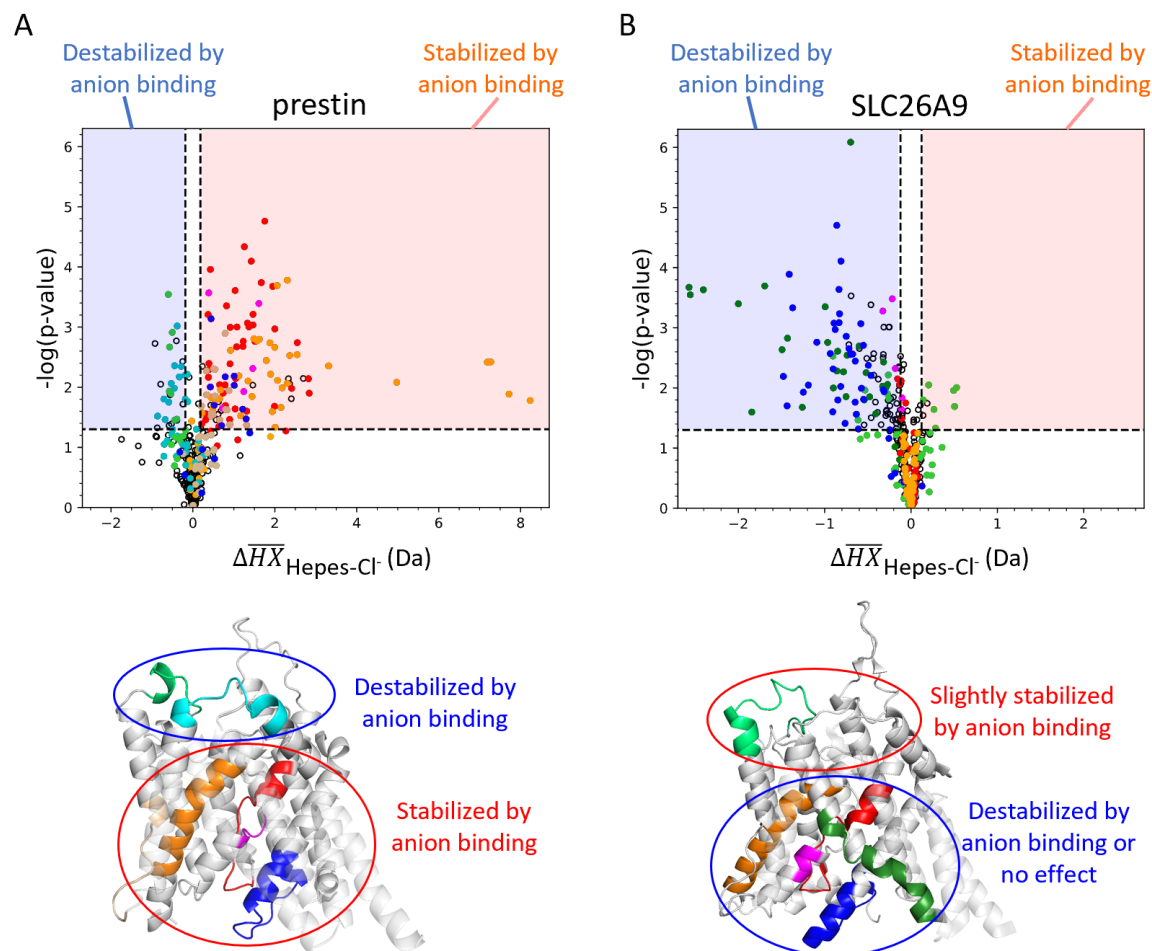 A
B
Destabilized by
anion binding
Stabilized by
anion binding
prestin
Destabilized by
anion binding
Stabilized by
anion binding
SLC26A9
6
5
4
3
2
1
0
-log(p-value)
−2
0
2
4
6
8
ΔHX̅ Hepes-Cl⁻ (Da)
6
5
4
3
2
1
0
-log(p-value)
−2
−1
0
1
2
ΔHX̅ Hepes-Cl⁻ (Da)
Destabilized by
anion binding
Stabilized by
anion binding
Slightly stabilized
by anion binding
Destabilized by
anion binding or
no effect